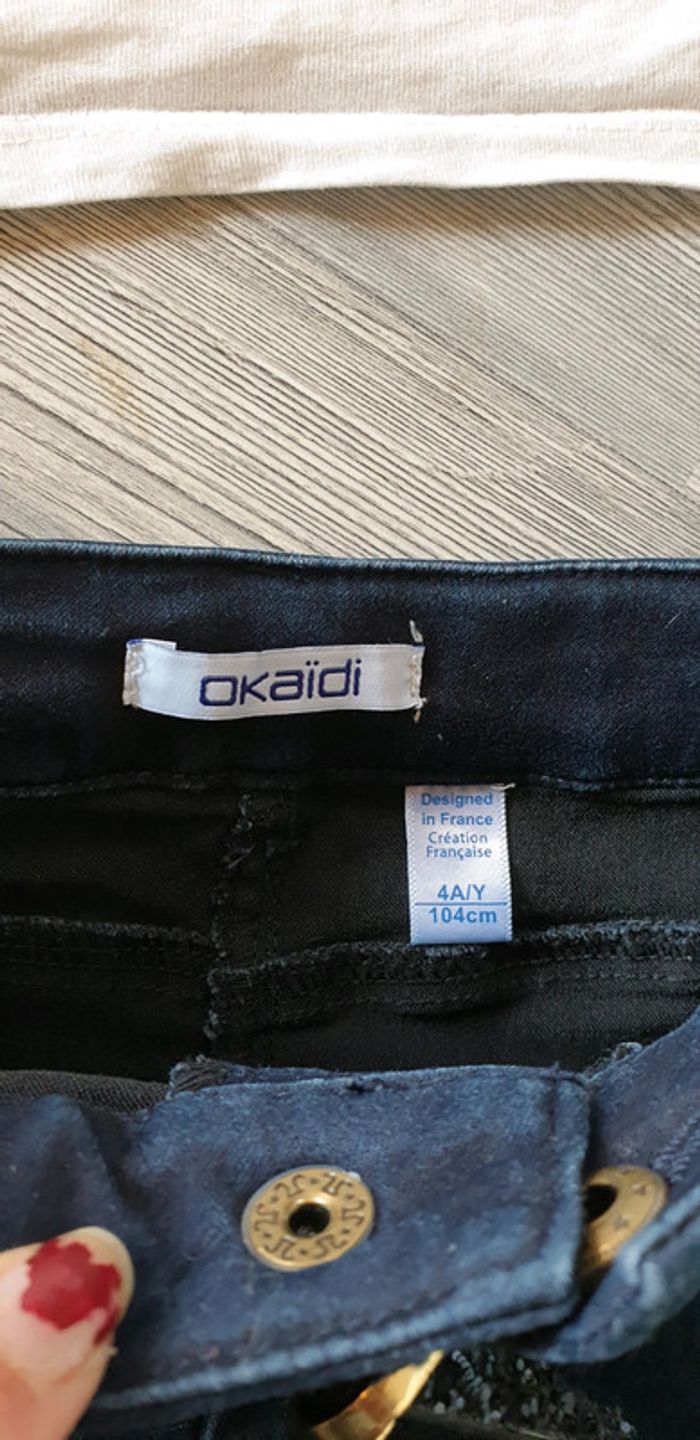 OKaïdi
Designed
in France
Création
Française
4A/Y
104cm